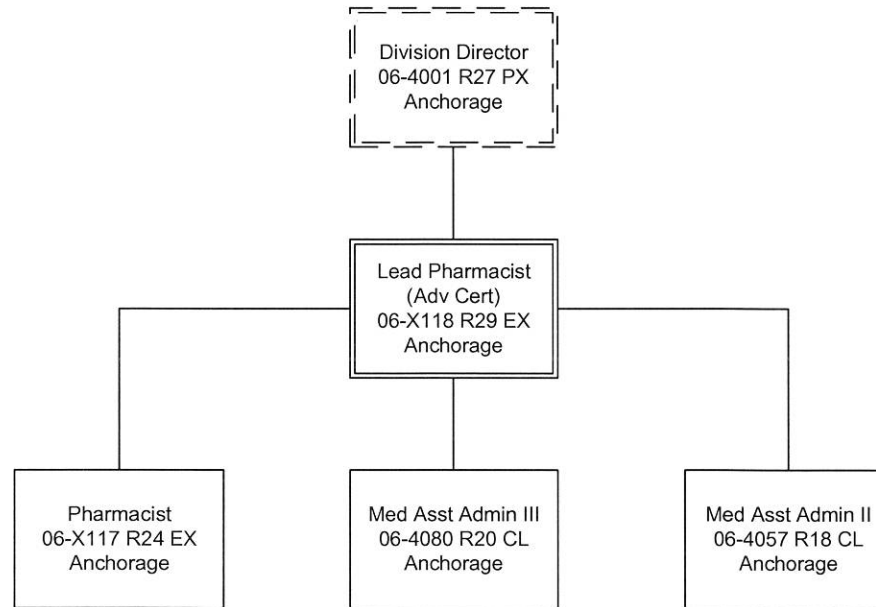 Division Director
06-4001 R27 PX
Anchorage
Lead Pharmacist
(Adv Cert)
06-X118 R29 EX
Anchorage
Pharmacist
06-X117 R24 EX
Anchorage
Med Asst Admin III
06-4080 R20 CL
Anchorage
Med Asst Admin II
06-4057 R18 CL
Anchorage